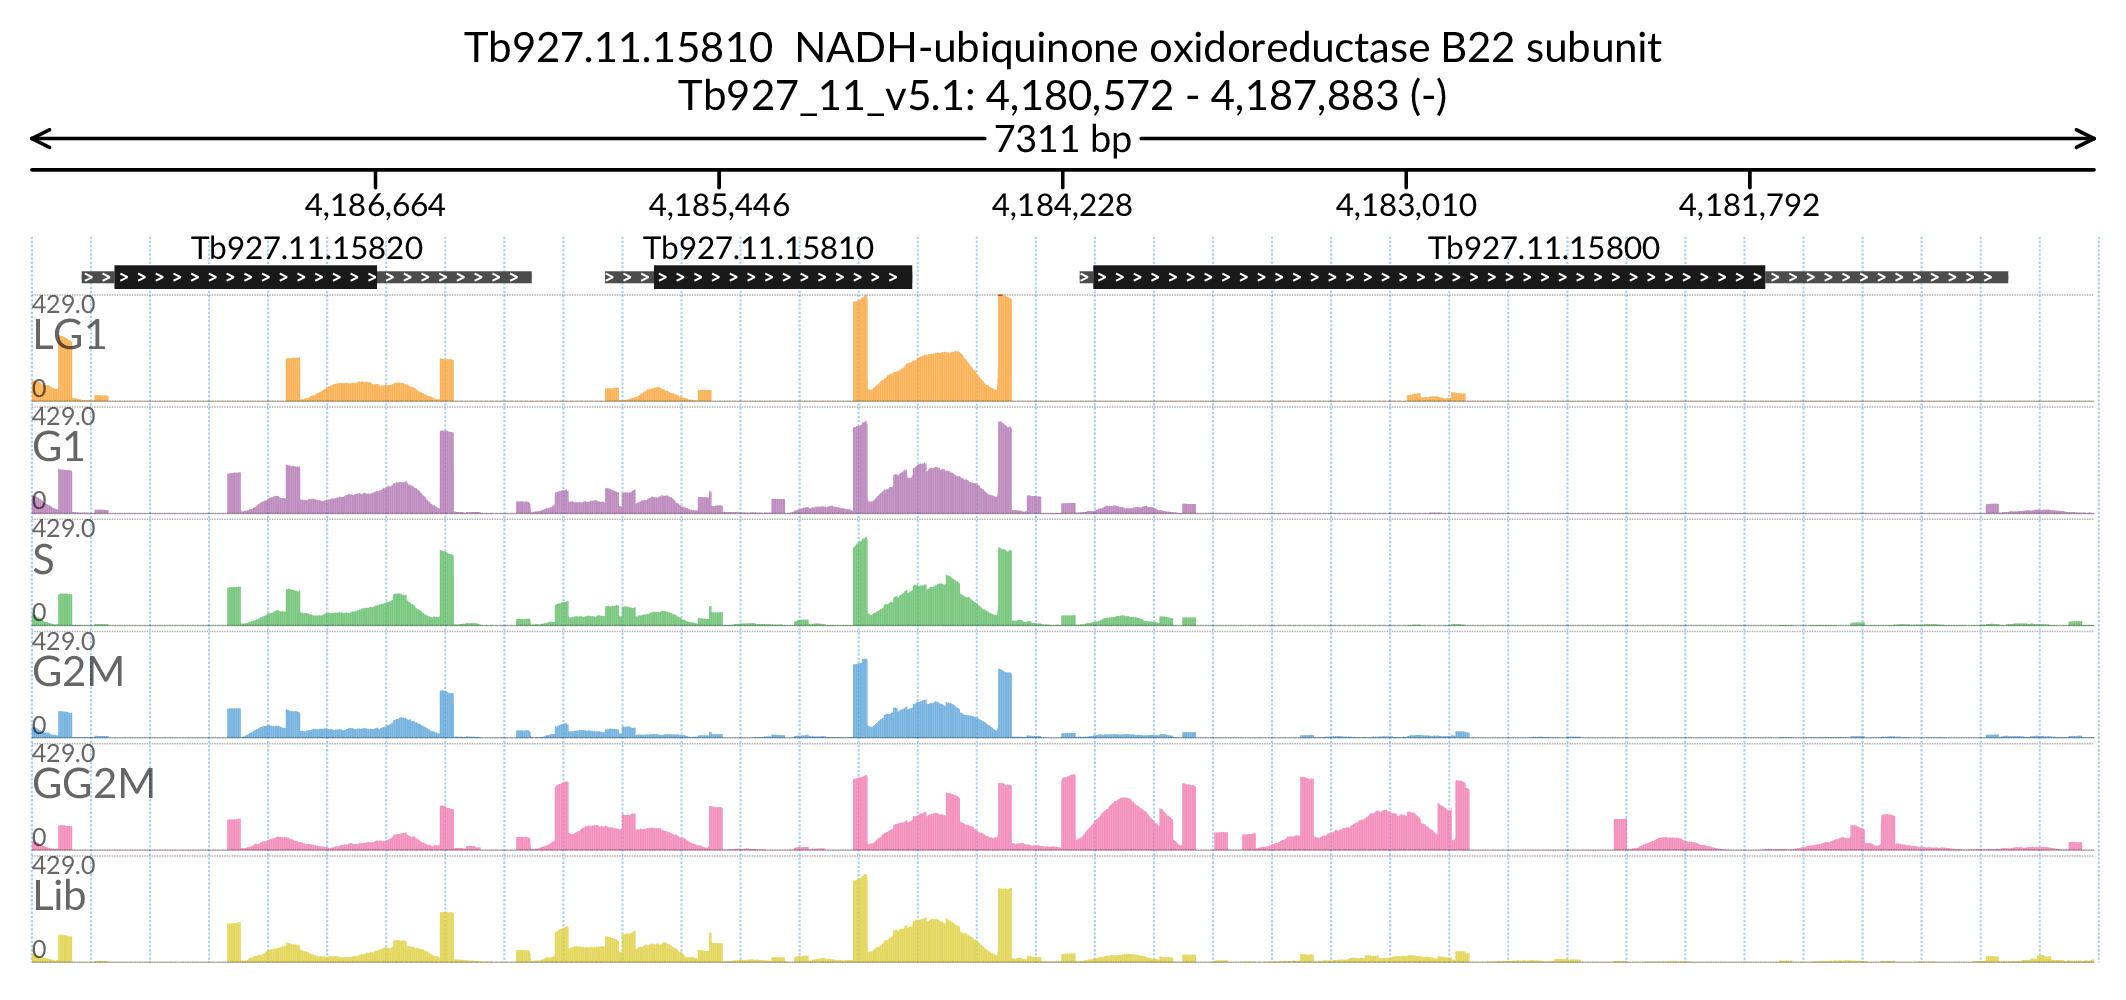 Tb927.11.15810  NADH-ubiquinone oxidoreductase B22 subunit
Tb927_11_v5.1: 4,180,572 - 4,187,883 (-)
7311 bp
4,186,664 4,185,446 4,184,228 4,183,010 4,181,792
Tb927.11.15820 Tb927.11.15810 Tb927.11.15800
429.0
LG1
0
429.0
G1
0
429.0
S
0
429.0
G2M
0
429.0
GG2M
0
429.0
Lib
0